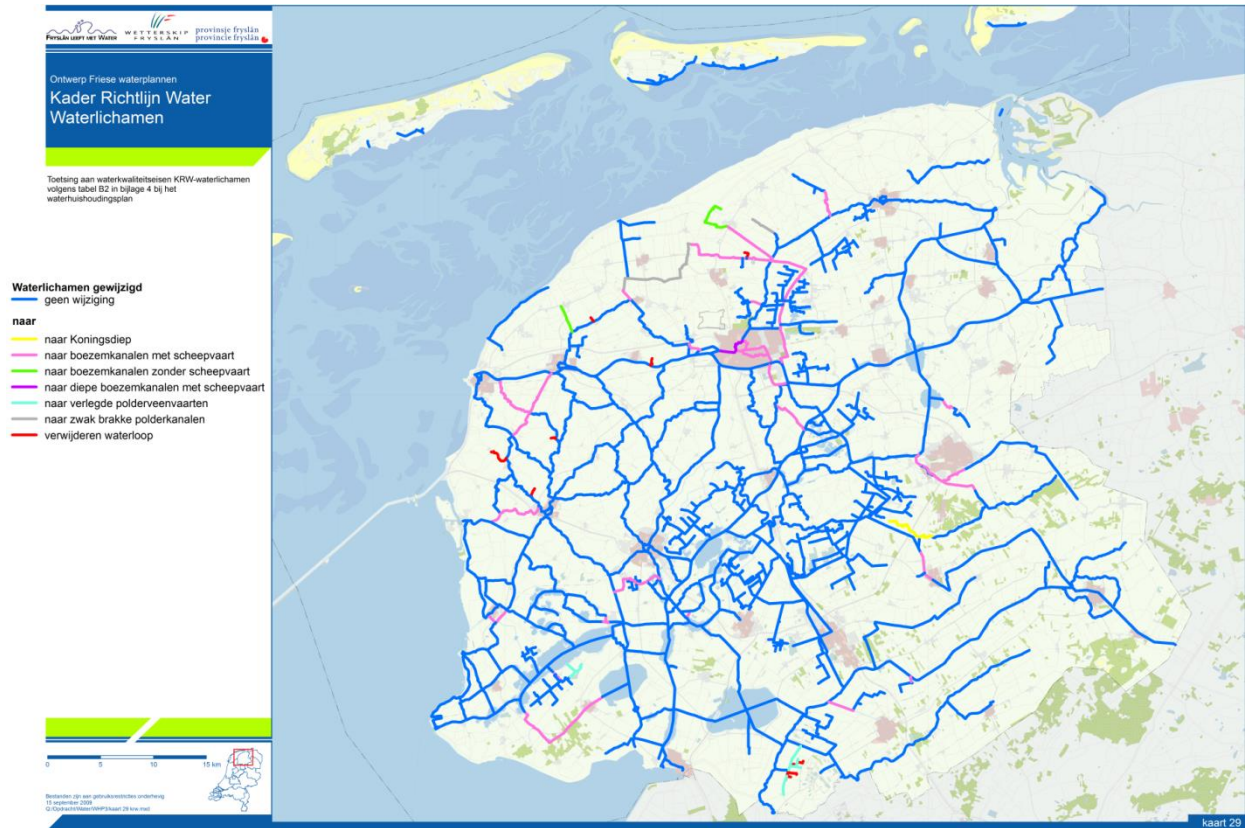 FRYSLÂN LEEFT MET WATER
WETTERSKIP
FRYSLÂN
provinsje fryslân
provincie fryslân
Ontwerp Friese waterplannen
Kader Richtlijn Water
Waterlichamen
Toetsing aan waterkwaliteitseisen KRW-waterlichamen
volgens tabel B2 in bijlage 4 bij het
waterhuishoudingsplan
Waterlichamen gewijzigd
geen wijziging
naar
naar Koningsdiep
naar boezemkanalen met scheepvaart
naar boezemkanalen zonder scheepvaart
naar diepe boezemkanalen met scheepvaart
naar verlegde polderveenvaarten
naar zwak brakke polderkanalen
verwijderen waterloop
0 5 10 15 km
Bestanden zijn aan gebruiksrestricties onderhevig
15 september 2008
kaart 29